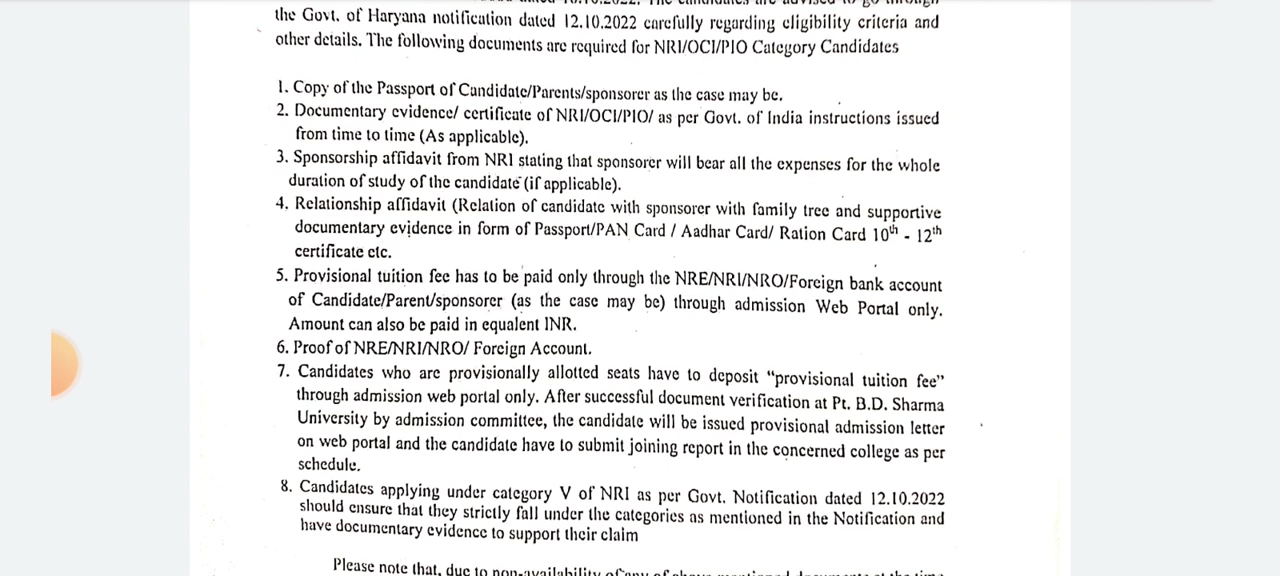 the Govt. of Haryana notification dated 12.10.2022 carefully regarding eligibility criteria and
other details. The following documents are required for NRI/OCI/PIO Category Candidates
1. Copy of the Passport of Candidate/Parents/sponsorer as the case may be.
2. Documentary evidence/ certificate of NRI/OCI/PIO/ as per Govt. of India instructions issued
from time to time (As applicable).
3. Sponsorship affidavit from NRI stating that sponsorer will bear all the expenses for the whole
duration of study of the candidate (if applicable).
4. Relationship affidavit (Relation of candidate with sponsorer with family tree and supportive
documentary evidence in form of Passport/PAN Card / Aadhar Card/ Ration Card 10th - 12th
certificate etc.
5. Provisional tuition fee has to be paid only through the NRE/NRI/NRO/Foreign bank account
of Candidate/Parent/sponsorer (as the case may be) through admission Web Portal only.
Amount can also be paid in equalent INR.
6. Proof of NRE/NRI/NRO/ Foreign Account.
7. Candidates who are provisionally allotted seats have to deposit “provisional tuition fee”
through admission web portal only. After successful document verification at Pt. B.D. Sharma
University by admission committee, the candidate will be issued provisional admission letter
on web portal and the candidate have to submit joining report in the concerned college as per
schedule.
8. Candidates applying under category V of NRI as per Govt. Notification dated 12.10.2022
should ensure that they strictly fall under the categories as mentioned in the Notification and
have documentary evidence to support their claim
Please note that, due to non-availability of any of above mentioned documents at the time